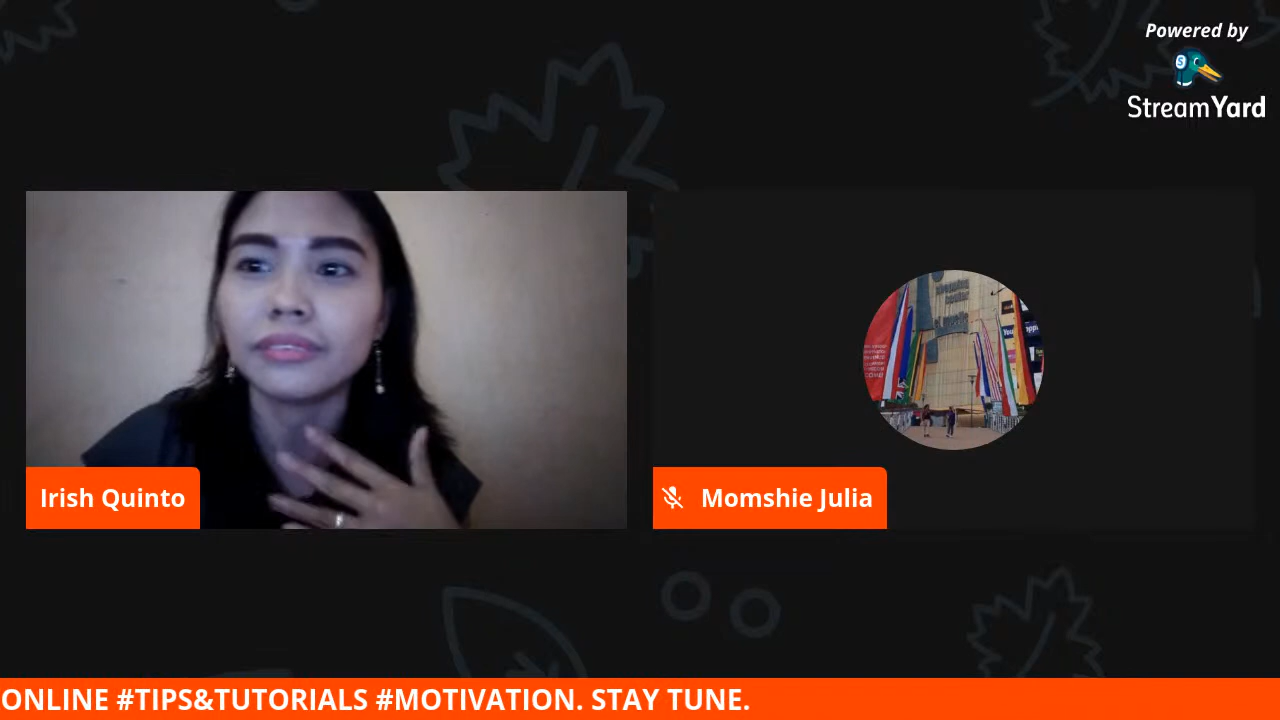 Powered by
StreamYard
Irish Quinto
Momshie Julia
ONLINE #TIPS&TUTORIALS #MOTIVATION. STAY TUNE.